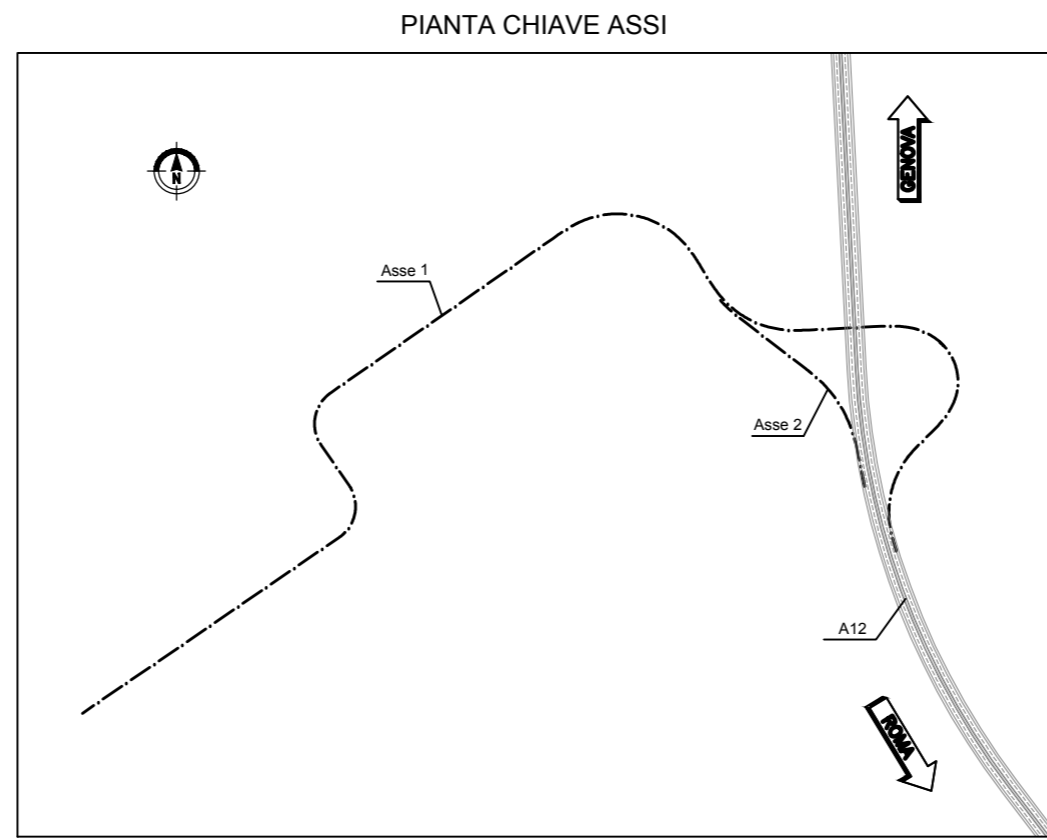 PIANTA CHIAVE ASSI
GENOVA
N
Asse 1
Asse 2
A12
ROMA